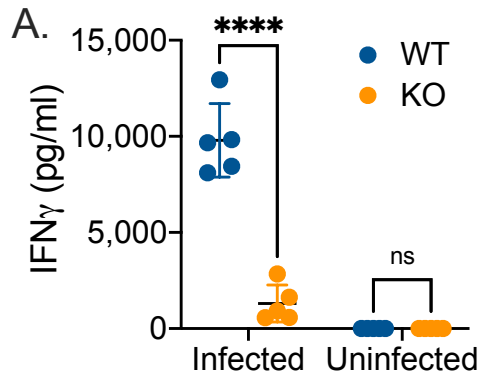 A.
****
15,000
10,000
5,000
0
IFNγ (pg/ml)
WT
KO
ns
Infected
Uninfected